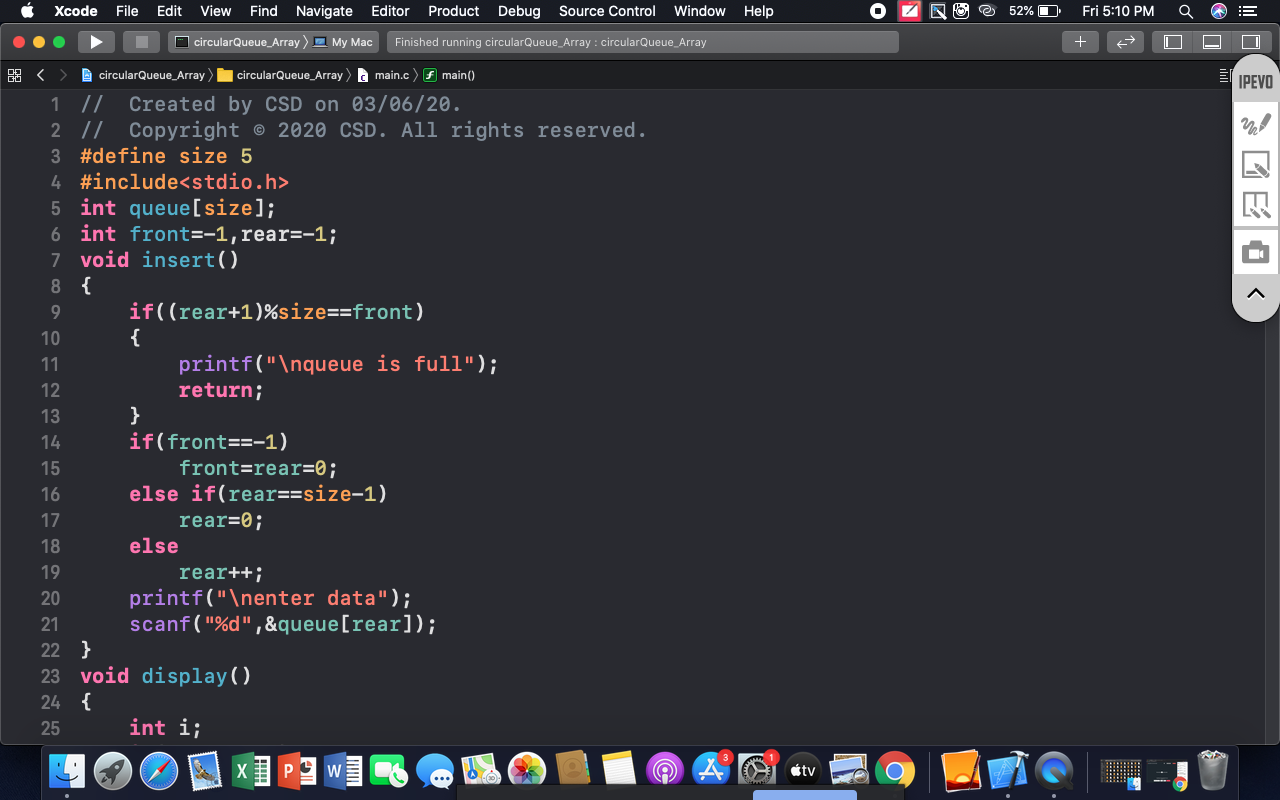 Xcode File Edit View Find Navigate Editor Product Debug Source Control Window Help 52% Fri 5:10 PM
circularQueue_Array My Mac Finished running circularQueue_Array : circularQueue_Array
circularQueue_Array circularQueue_Array main.c main()
IPEVO
1 // Created by CSD on 03/06/20.
2 // Copyright © 2020 CSD. All rights reserved.
3 #define size 5
4 #include<stdio.h>
5 int queue[size];
6 int front=-1,rear=-1;
7 void insert()
8 {
9 if((rear+1)%size==front)
10 {
11 printf("\nqueue is full");
12 return;
13 }
14 if(front==-1)
15 front=rear=0;
16 else if(rear==size-1)
17 rear=0;
18 else
19 rear++;
20 printf("\nenter data");
21 scanf("%d",&queue[rear]);
22 }
23 void display()
24 {
25 int i;
3 1 tv